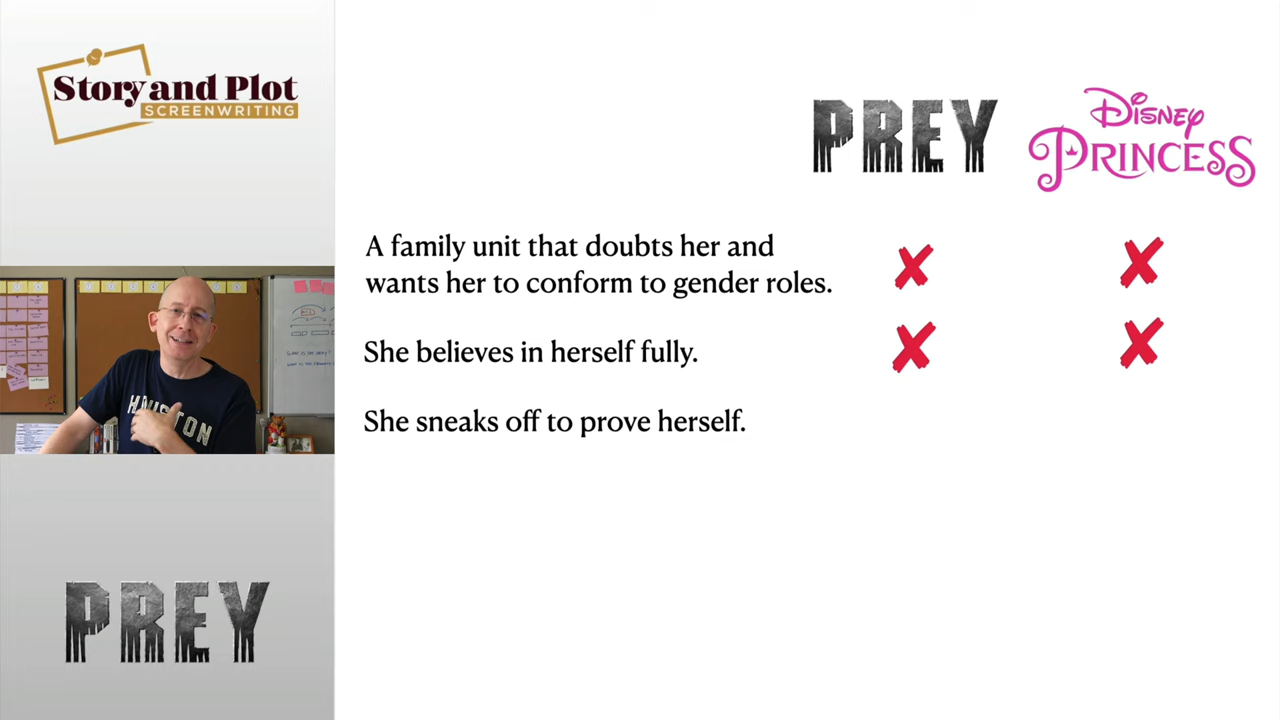 Story and Plot
SCREENWRITING
PREY
Disney
PRINCESS
A family unit that doubts her and
wants her to conform to gender roles.
She believes in herself fully.
She sneaks off to prove herself.
HOUSTON
PREY